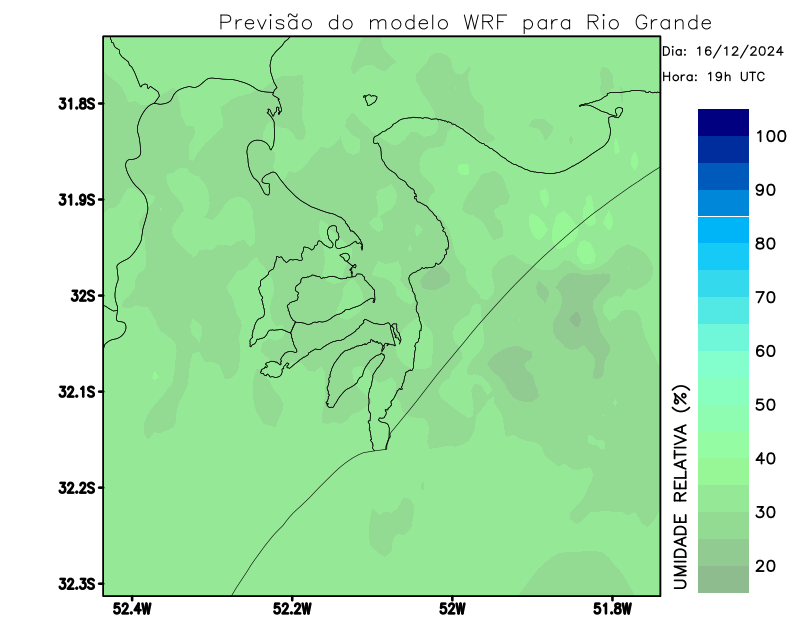 Previsão do modelo WRF para Rio Grande
Dia: 16/12/2024
Hora: 19h UTC
31.8S
31.9S
32S
32.1S
32.2S
32.3S
52.4W
52.2W
52W
51.8W
100
90
80
70
60
50
40
30
20
UMIDADE RELATIVA (%)